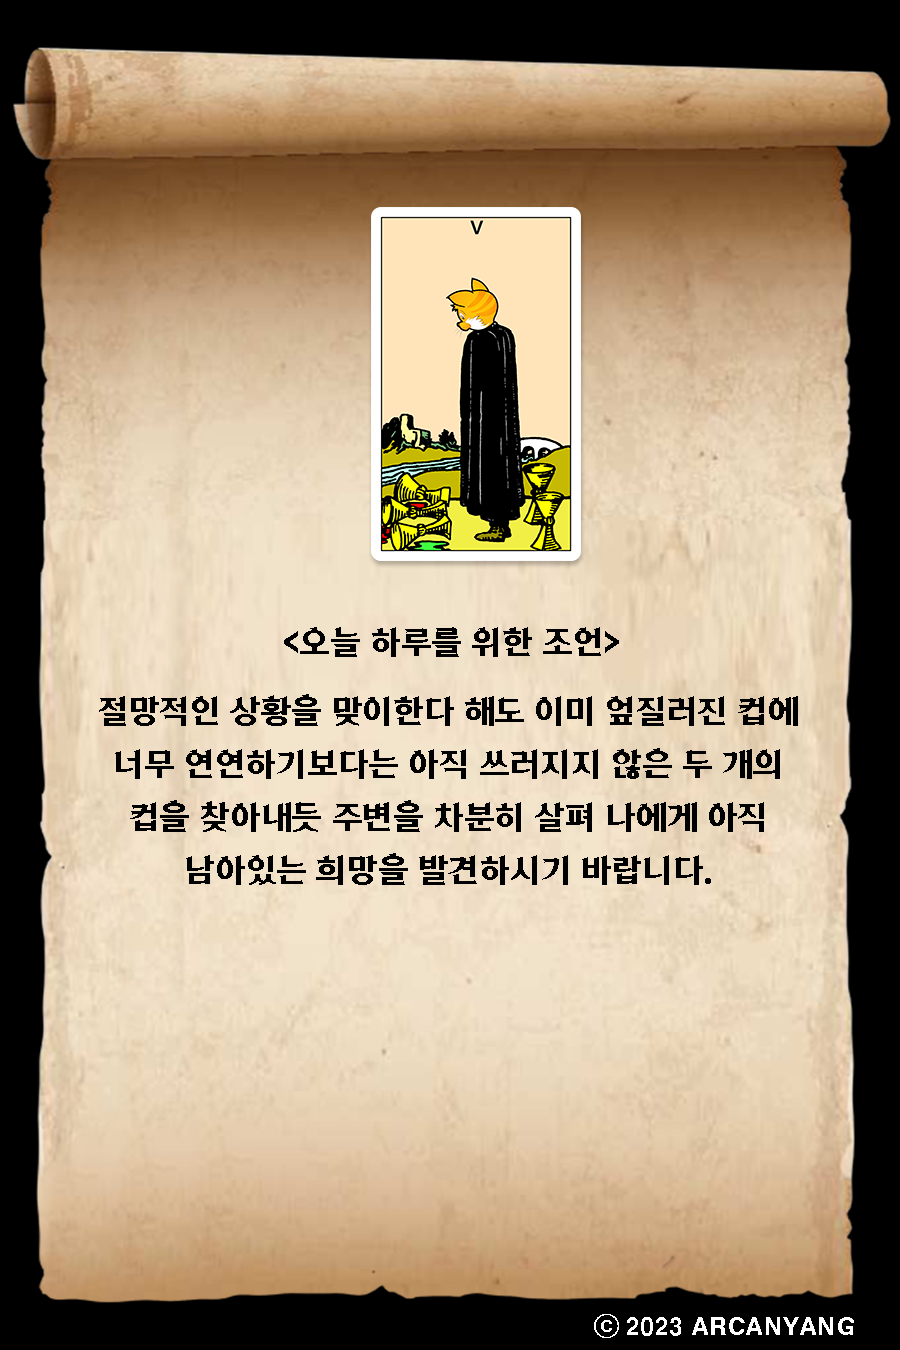 V
<오늘 하루를 위한 조언>
절망적인 상황을 맞이한다 해도 이미 엎질러진 컵에
너무 연연하기보다는 아직 쓰러지지 않은 두 개의
컵을 찾아내듯 주변을 차분히 살펴 나에게 아직
남아있는 희망을 발견하시기 바랍니다.
© 2023 ARCANYANG